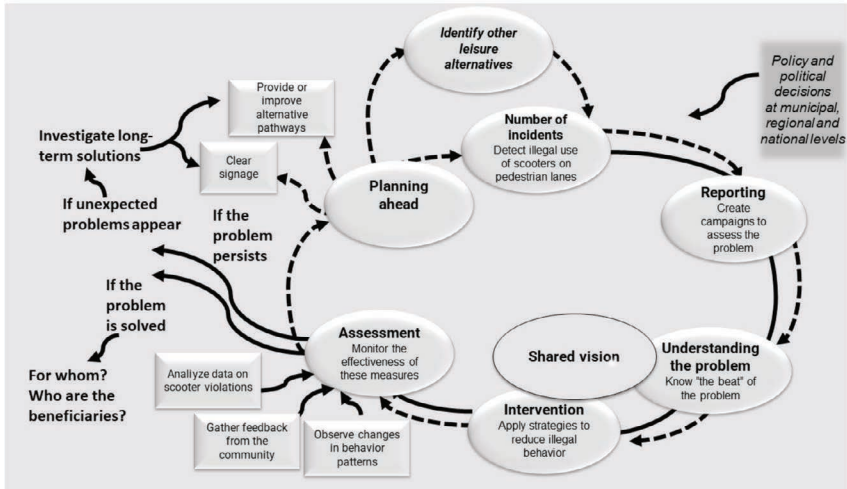 Identify other
leisure
alternatives
Policy and
political
decisions
at municipal,
regional and
national levels
Provide or
improve
alternative
pathways
Number of
incidents
Detect illegal use
of scooters on
pedestrian lanes
Investigate long-
term solutions
Clear
signage
Planning
ahead
Reporting
Create
campaigns to
assess the
problem
If unexpected
problems appear
If the
problem
persists
If the
problem
is solved
Assessment
Monitor the
effectiveness of
these measures
Shared vision
Understanding
the problem
Know "the beat" of
the problem
For whom?
Who are the
beneficiaries?
Analyize data on
scooter violations
Intervention
Apply strategies to
reduce illegal
behavior
Gather feedback
from the
community
Observe changes
in behavior
patterns